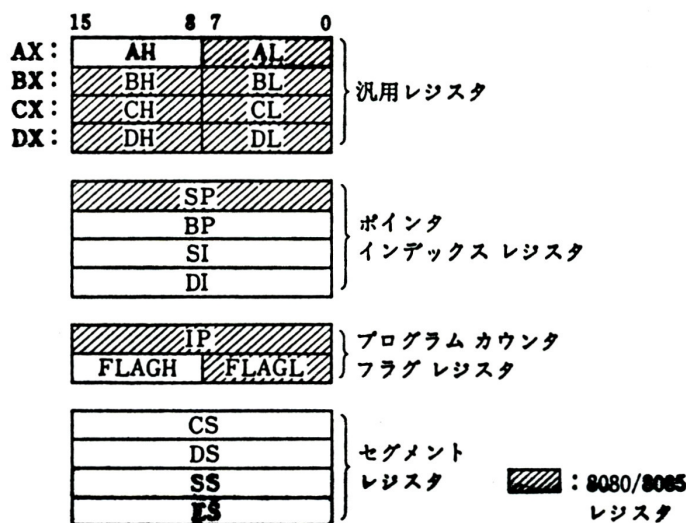 15 8 7 0
AX: AH AL
BX: BH BL
CX: CH CL
DX: DH DL
汎用レジスタ
SP
BP
SI
DI
ポインタ
インデックス レジスタ
IP
FLAGH FLAGL
プログラム カウンタ
フラグ レジスタ
CS
DS
SS
ES
セグメント
レジスタ
: 8080/8085
レジスタ